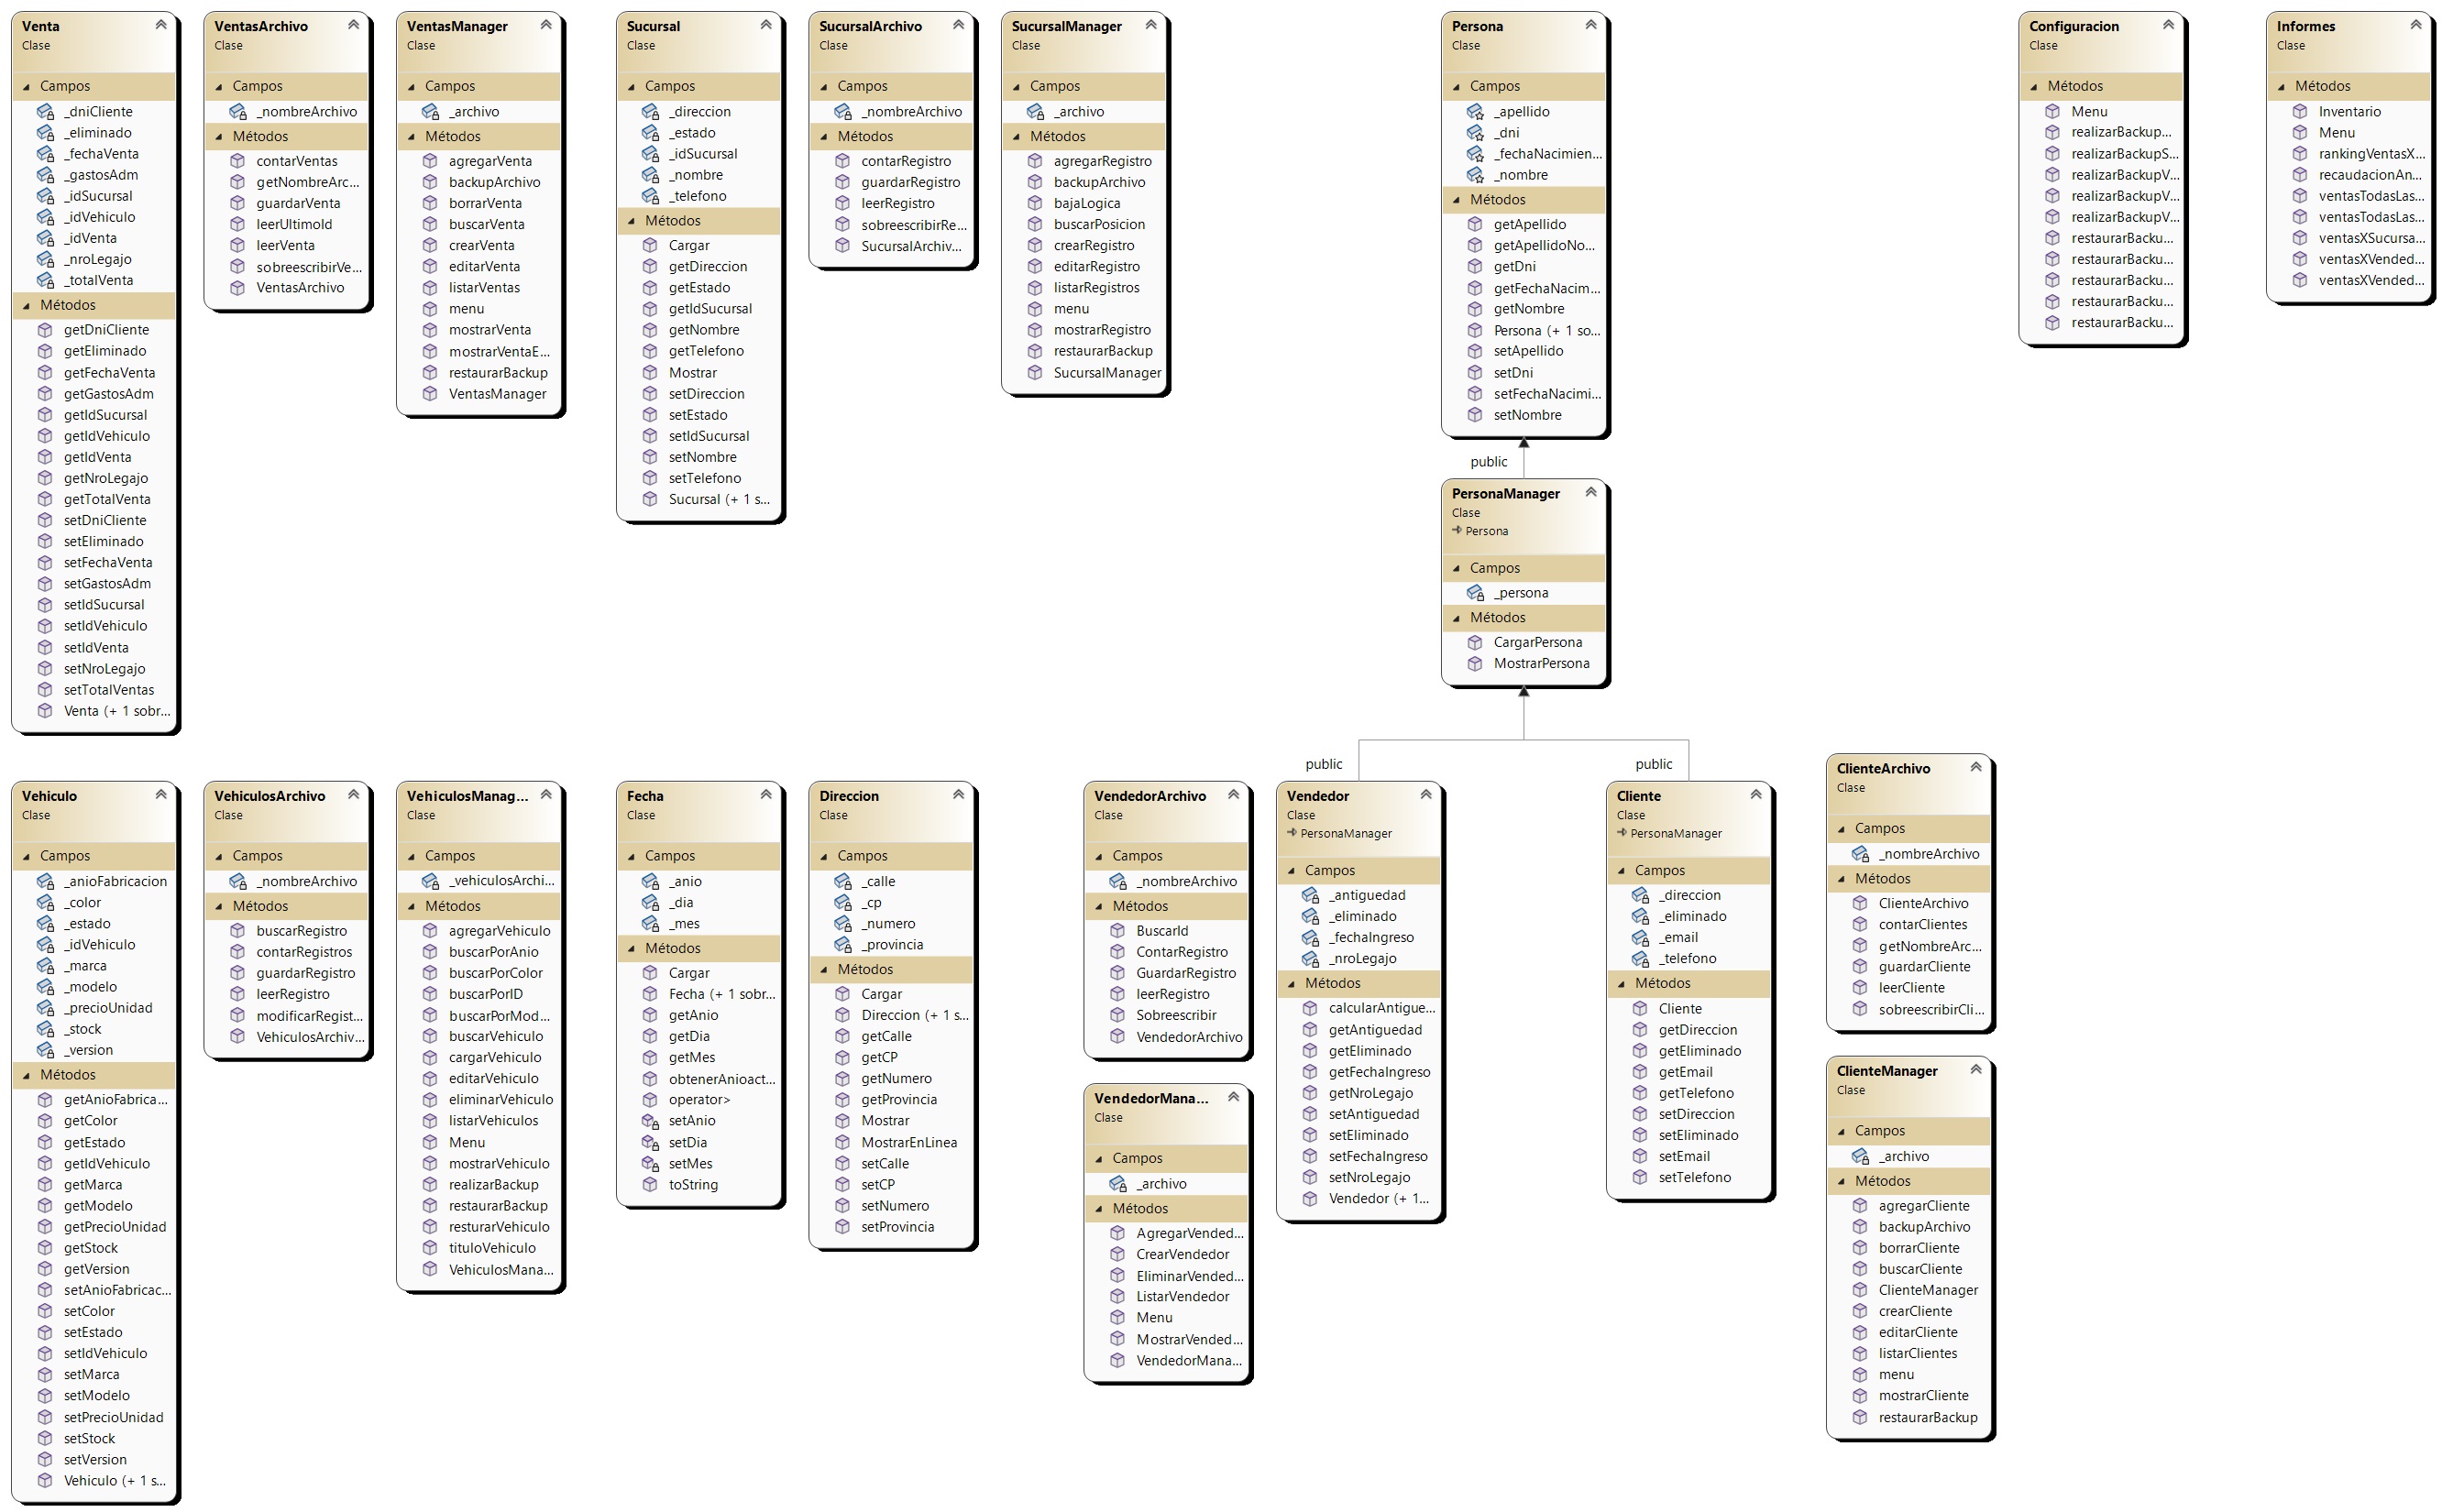 Venta
Clase
Campos
_dniCliente
_eliminado
_fechaVenta
_gastosAdm
_idSucursal
_idVehiculo
_idVenta
_nroLegajo
_totalVenta
Métodos
getDniCliente
getEliminado
getFechaVenta
getGastosAdm
getIdSucursal
getIdVehiculo
getIdVenta
getNroLegajo
getTotalVenta
setDniCliente
setEliminado
setFechaVenta
setGastosAdm
setIdSucursal
setIdVehiculo
setIdVenta
setNroLegajo
setTotalVentas
Venta (+ 1 sobr...
VentasArchivo
Clase
Campos
_nombreArchivo
Métodos
contarVentas
getNombreArc...
guardarVenta
leerUltimoId
leerVenta
sobreescribirVe...
VentasArchivo
VentasManager
Clase
Campos
_archivo
Métodos
agregarVenta
backupArchivo
borrarVenta
buscarVenta
crearVenta
editarVenta
listarVentas
menu
mostrarVenta
mostrarVentaE...
restaurarBackup
VentasManager
Sucursal
Clase
Campos
_direccion
_estado
_idSucursal
_nombre
_telefono
Métodos
Cargar
getDireccion
getEstado
getIdSucursal
getNombre
getTelefono
Mostrar
setDireccion
setEstado
setIdSucursal
setNombre
setTelefono
Sucursal (+ 1 s...
SucursalArchivo
Clase
Campos
_nombreArchivo
Métodos
contarRegistro
guardarRegistro
leerRegistro
sobreescribirRe...
SucursalArchiv...
SucursalManager
Clase
Campos
_archivo
Métodos
agregarRegistro
backupArchivo
bajaLogica
buscarPosicion
crearRegistro
editarRegistro
listarRegistros
menu
mostrarRegistro
restaurarBackup
SucursalManager
Persona
Clase
Campos
_apellido
_dni
_fechaNacimien...
_nombre
Métodos
getApellido
getApellidoNo...
getDni
getFechaNacim...
getNombre
Persona (+ 1 so...
setApellido
setDni
setFechaNacimi...
setNombre
public
PersonaManager
Clase
Persona
Campos
_persona
Métodos
CargarPersona
MostrarPersona
Configuracion
Clase
Métodos
Menu
realizarBackup...
realizarBackupS...
realizarBackupV...
realizarBackupV...
realizarBackupV...
restaurarBacku...
restaurarBacku...
restaurarBacku...
restaurarBacku...
restaurarBacku...
Informes
Clase
Métodos
Inventario
Menu
rankingVentasX...
recaudacionAn...
ventasTodasLas...
ventasTodasLas...
ventasXSucursa...
ventasXVended...
ventasXVended...
Vehiculo
Clase
Campos
_anioFabricacion
_color
_estado
_idVehiculo
_marca
_modelo
_precioUnidad
_stock
_version
Métodos
getAnioFabrica...
getColor
getEstado
getIdVehiculo
getMarca
getModelo
getPrecioUnidad
getStock
getVersion
setAnioFabricac...
setColor
setEstado
setIdVehiculo
setMarca
setModelo
setPrecioUnidad
setStock
setVersion
Vehiculo (+ 1 s...
VehiculosArchivo
Clase
Campos
_nombreArchivo
Métodos
buscarRegistro
contarRegistros
guardarRegistro
leerRegistro
modificarRegist...
VehiculosArchiv...
VehiculosManag...
Clase
Campos
_vehiculosArchi...
Métodos
agregarVehiculo
buscarPorAnio
buscarPorColor
buscarPorID
buscarPorMod...
buscarVehiculo
cargarVehiculo
editarVehiculo
eliminarVehiculo
listarVehiculos
Menu
mostrarVehiculo
realizarBackup
restaurarBackup
resturarVehiculo
tituloVehiculo
VehiculosMana...
Fecha
Clase
Campos
_anio
_dia
_mes
Métodos
Cargar
Fecha (+ 1 sobr...
getAnio
getDia
getMes
obtenerAnioact...
operator>
setAnio
setDia
setMes
toString
Direccion
Clase
Campos
_calle
_cp
_numero
_provincia
Métodos
Cargar
Direccion (+ 1 s...
getCalle
getCP
getNumero
getProvincia
Mostrar
MostrarEnLinea
setCalle
setCP
setNumero
setProvincia
VendedorArchivo
Clase
Campos
_nombreArchivo
Métodos
BuscarId
ContarRegistro
GuardarRegistro
leerRegistro
Sobreescribir
VendedorArchivo
VendedorMana...
Clase
Campos
_archivo
Métodos
AgregarVended...
CrearVendedor
EliminarVended...
ListarVendedor
Menu
MostrarVended...
VendedorMana...
public
Vendedor
Clase
PersonaManager
Campos
_antiguedad
_eliminado
_fechaIngreso
_nroLegajo
Métodos
calcularAntigue...
getAntiguedad
getEliminado
getFechaIngreso
getNroLegajo
setAntiguedad
setEliminado
setFechaIngreso
setNroLegajo
Vendedor (+ 1...
public
Cliente
Clase
PersonaManager
Campos
_direccion
_eliminado
_email
_telefono
Métodos
Cliente
getDireccion
getEliminado
getEmail
getTelefono
setDireccion
setEliminado
setEmail
setTelefono
ClienteArchivo
Clase
Campos
_nombreArchivo
Métodos
ClienteArchivo
contarClientes
getNombreArc...
guardarCliente
leerCliente
sobreescribirCli...
ClienteManager
Clase
Campos
_archivo
Métodos
agregarCliente
backupArchivo
borrarCliente
buscarCliente
ClienteManager
crearCliente
editarCliente
listarClientes
menu
mostrarCliente
restaurarBackup